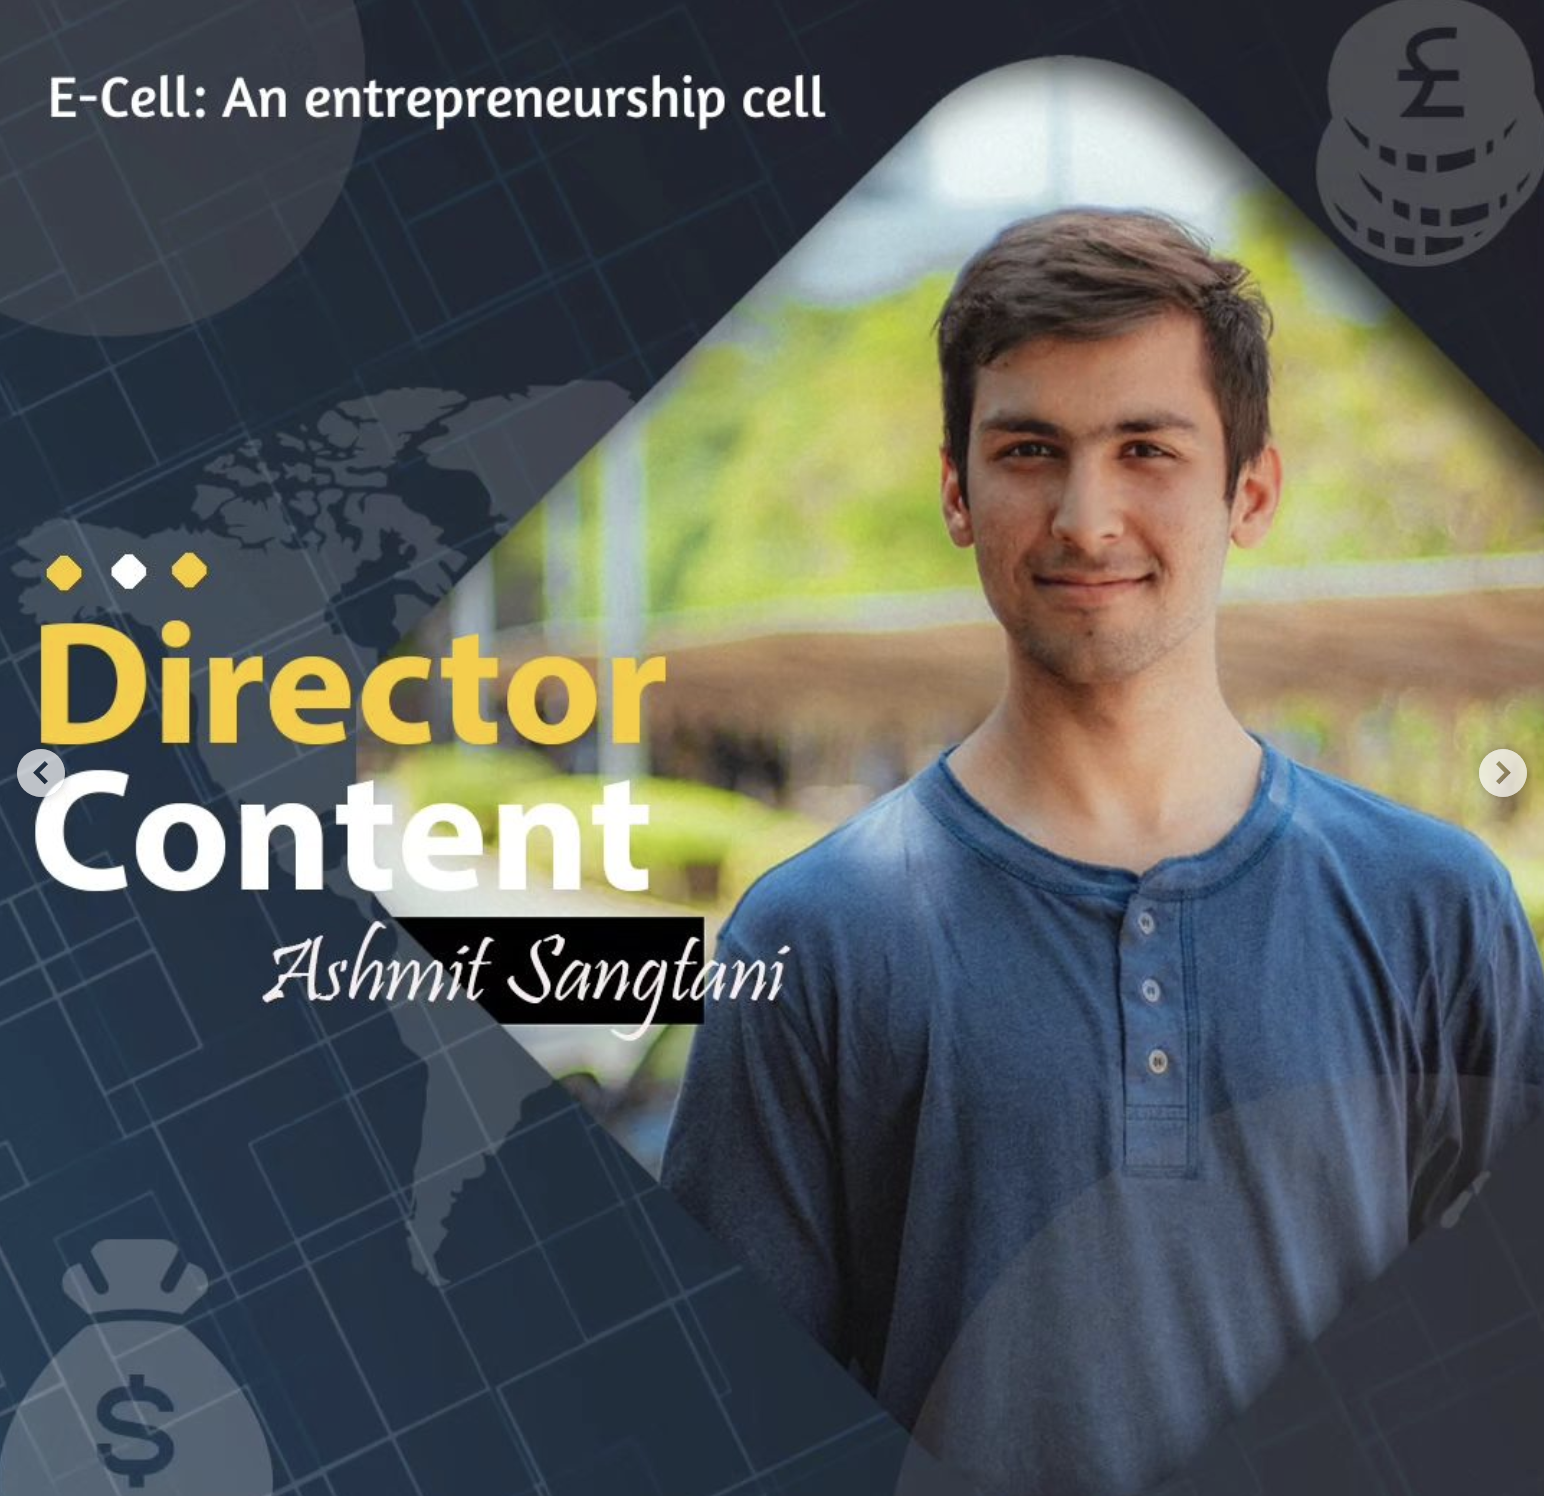 E-Cell: An entrepreneurship cell
£
Director
Content
Ashmit Sangtani
$